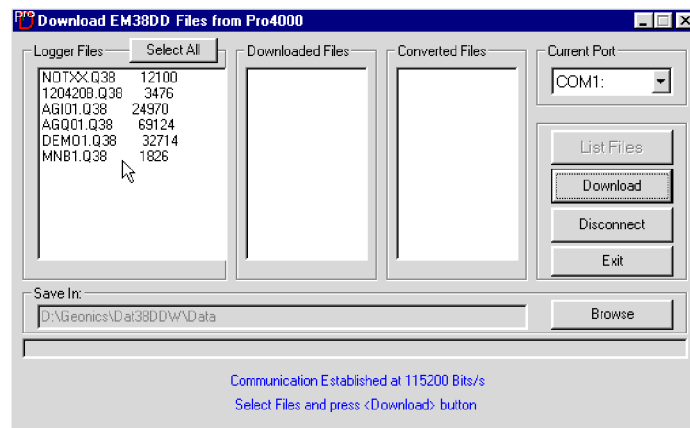 Pro Download EM38DD Files from Pro4000
Logger Files
Select All
Downloaded Files
Converted Files
Current Port
NOTXX.Q38 12100
120420B.Q38 3476
AGI01.Q38 24970
AGQ01.Q38 69124
DEMO1.Q38 32714
MNB1.Q38 1826
COM1:
List Files
Download
Disconnect
Exit
Save In:
D:\Geonics\Dat38DDW\Data
Browse
Communication Established at 115200 Bits/s
Select Files and press <Download> button